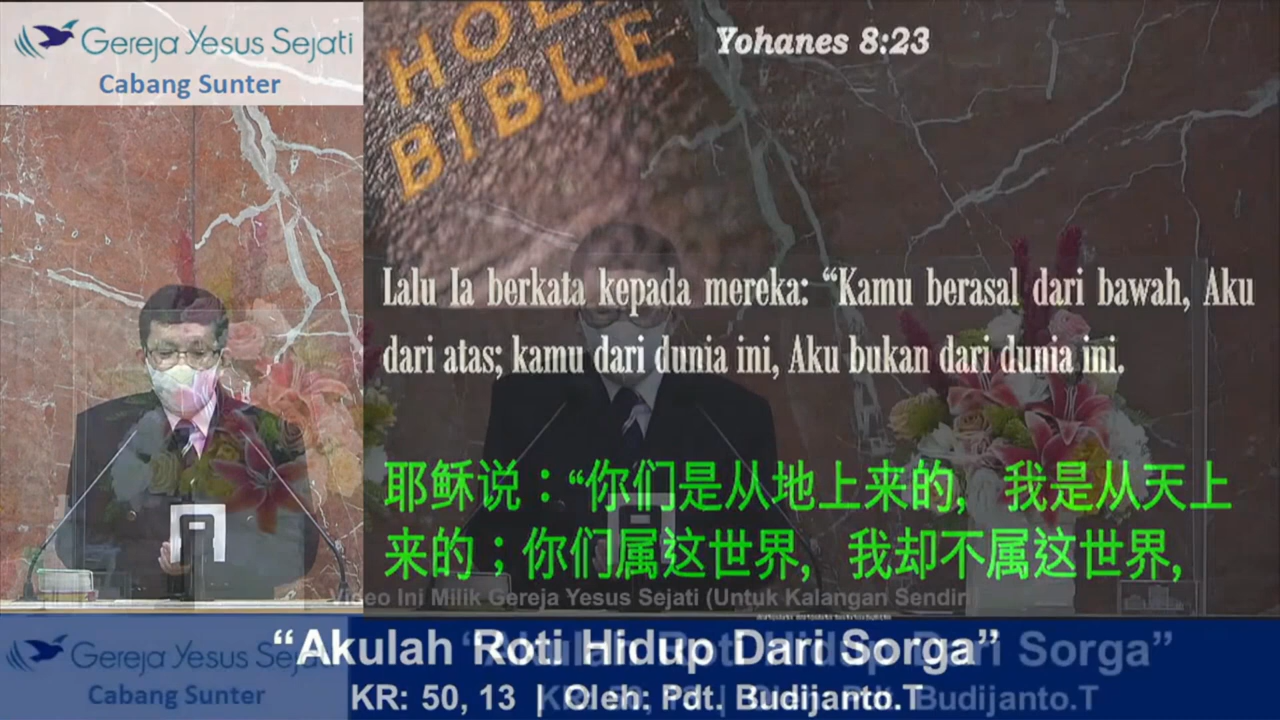 Gereja Yesus Sejati
Cabang Sunter
HOLY
BIBLE
Yohanes 8:23
Lalu Ia berkata kepada mereka: “Kamu berasal dari bawah, Aku
dari atas; kamu dari dunia ini, Aku bukan dari dunia ini.
耶稣说：“你们是从地上来的， 我是从天上
来的；你们属这世界， 我却不属这世界，
Video Ini Milik Gereja Yesus Sejati (Untuk Kalangan Sendiri)
“Akulah Roti Hidup Dari Sorga”
KR: 50, 13 | Oleh: Pdt. Budijanto.T
Gereja Yesus Sejati
Cabang Sunter